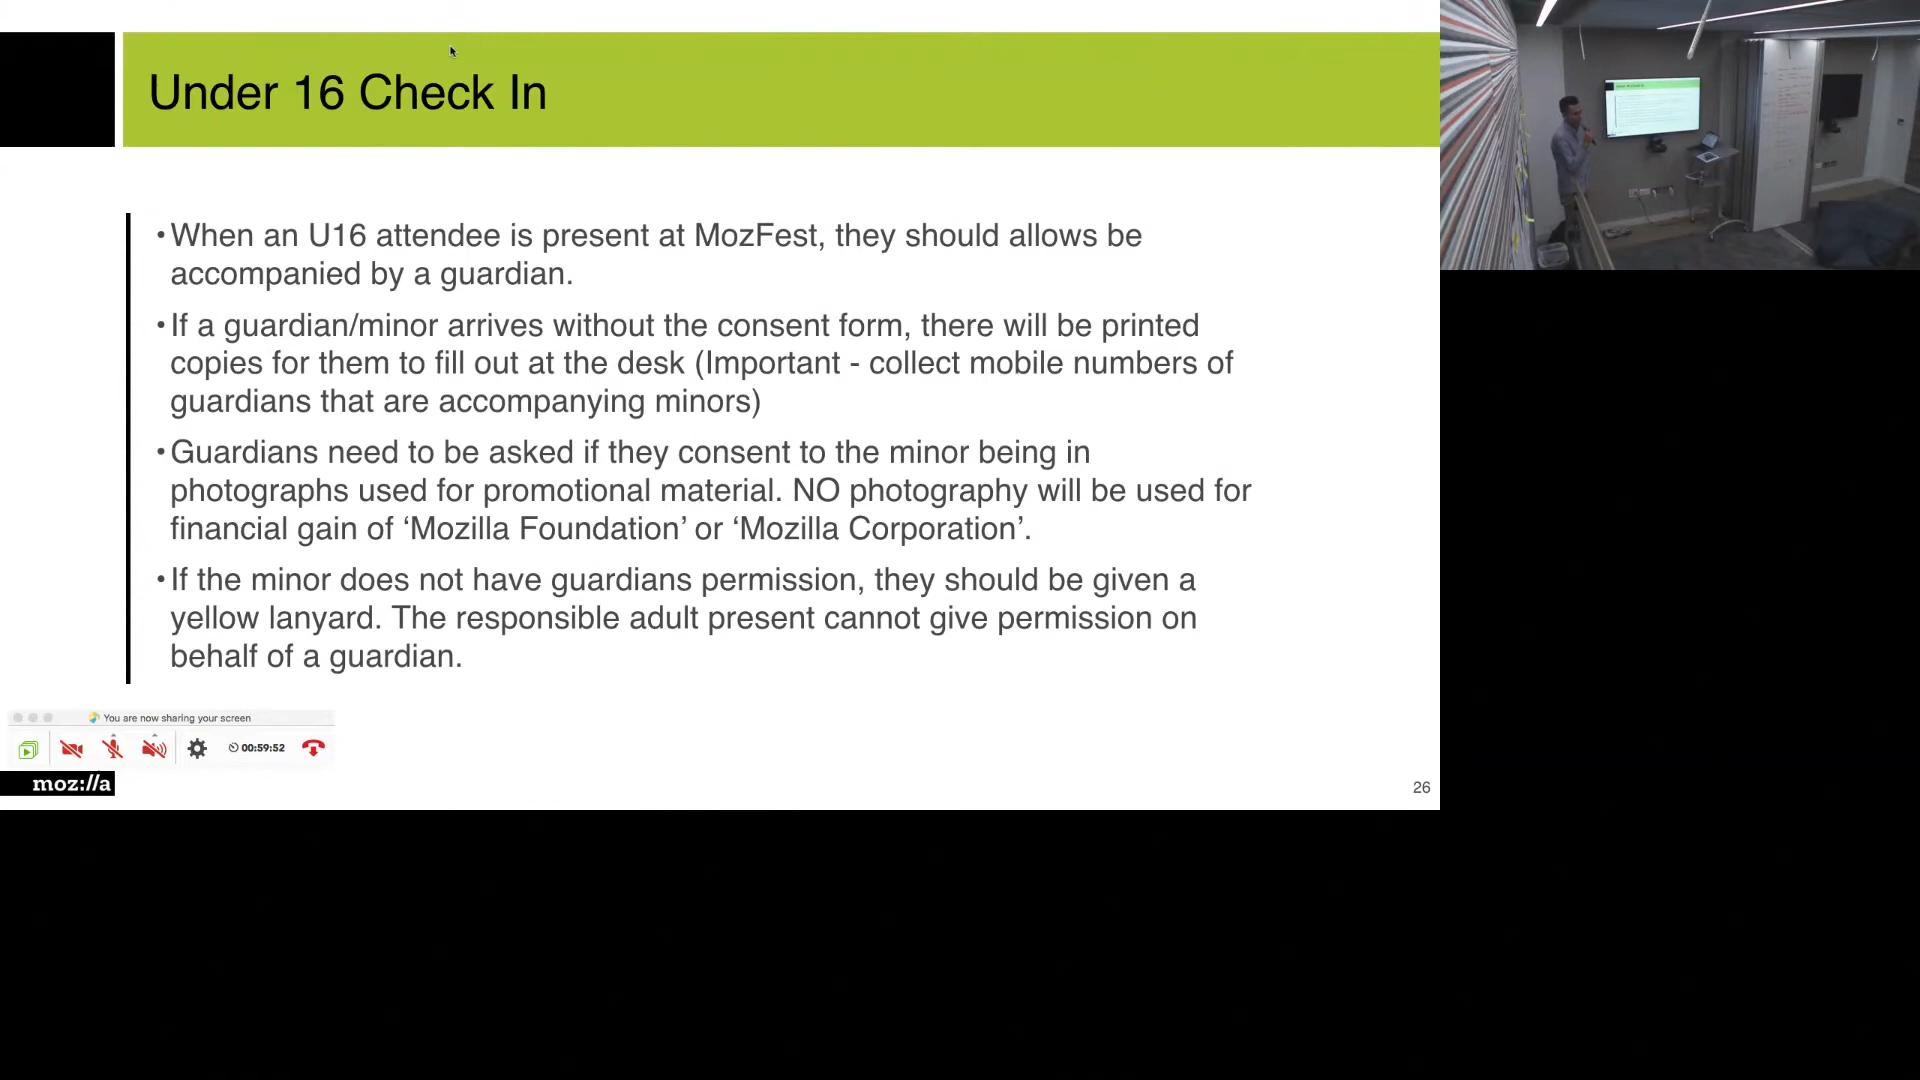 Under 16 Check In
•When an U16 attendee is present at MozFest, they should allows be
accompanied by a guardian.
•If a guardian/minor arrives without the consent form, there will be printed
copies for them to fill out at the desk (Important - collect mobile numbers of
guardians that are accompanying minors)
•Guardians need to be asked if they consent to the minor being in
photographs used for promotional material. NO photography will be used for
financial gain of ‘Mozilla Foundation’ or ‘Mozilla Corporation’.
•If the minor does not have guardians permission, they should be given a
yellow lanyard. The responsible adult present cannot give permission on
behalf of a guardian.
You are now sharing your screen
00:59:52
moz://a
26